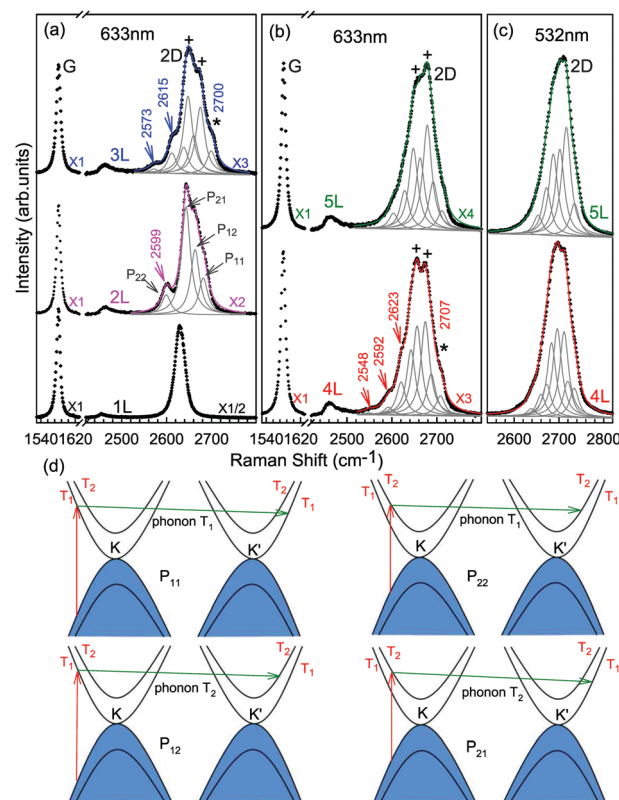 (a)
633nm
G
2D
+
+
2573
2615
2700
*
X1
3L
X3
P21
P12
P11
P22
2599
X1
2L
X2
X1
1L
X1/2
1540
1620
2500
2600
2700
(b)
633nm
G
+
+
2D
X1
5L
X4
+
+
2548
2592
2623
2707
*
X1
4L
X3
1540
1620
2500
2600
2700
(c)
532nm
2D
5L
4L
2600
2700
2800
Intensity (arb.units)
Raman Shift (cm-1)
(d)
T1
T2
T2
T1
phonon T1
K
K'
P11
T1
T2
T2
T1
phonon T1
K
K'
P22
T1
T2
T2
T1
phonon T2
K
K'
P12
T1
T2
T2
T1
phonon T2
K
K'
P21